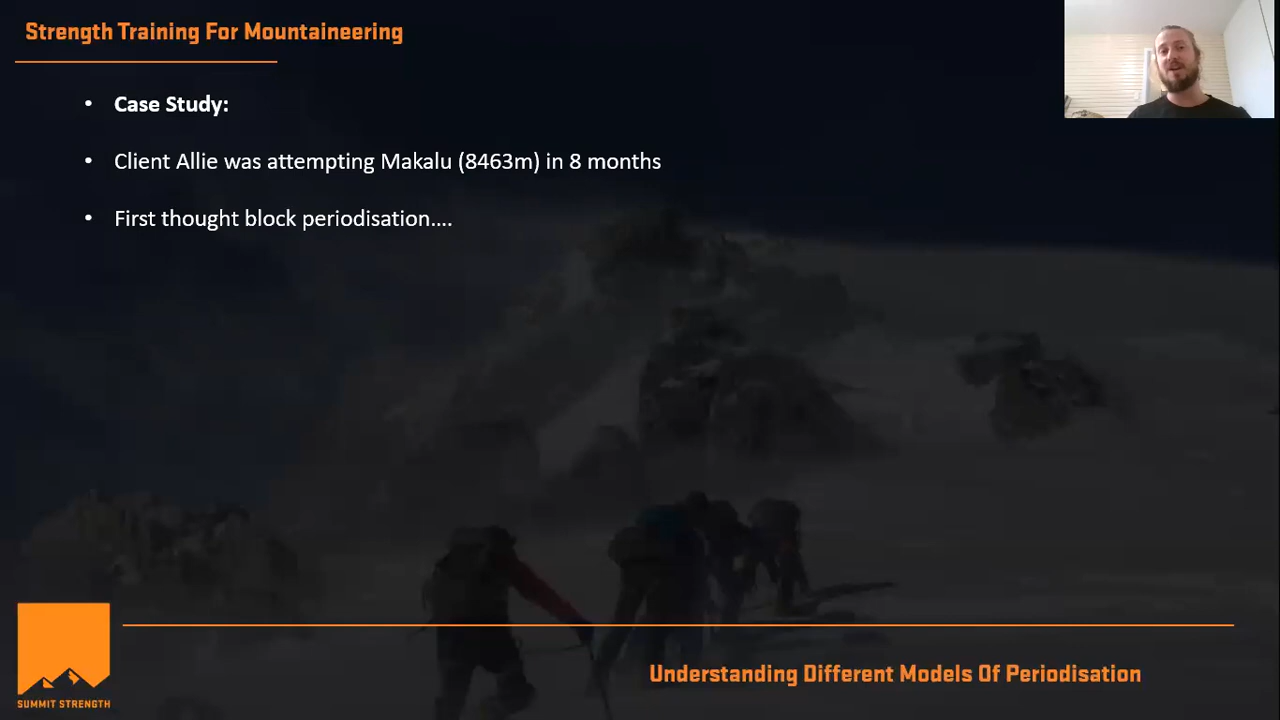 Strength Training For Mountaineering
• Case Study:
• Client Allie was attempting Makalu (8463m) in 8 months
• First thought block periodisation....
SUMMIT STRENGTH
Understanding Different Models Of Periodisation